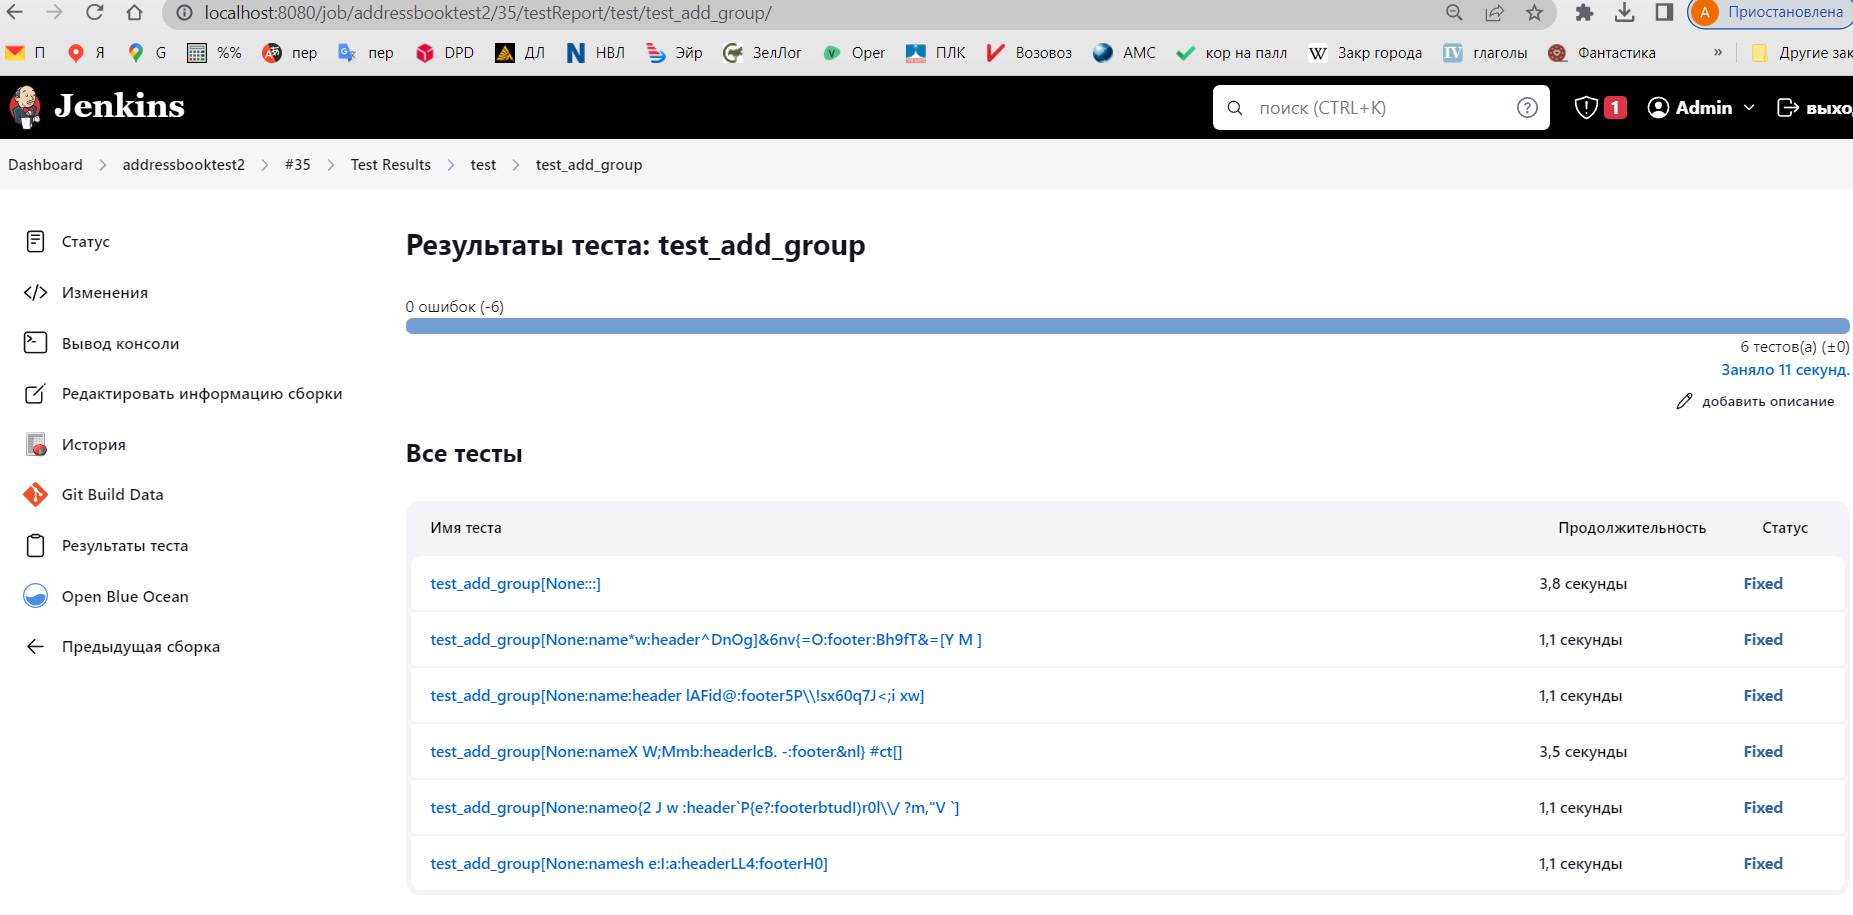 localhost:8080/job/addressbooktest2/35/testReport/test/test_add_group/
А Приостановлена
П Я G %% пер пер DPD ДЛ НВЛ Эйр ЗелЛог Oper ПЛК Возовоз АМС кор на палл W Закр города IV глаголы Фантастика » Другие зак
Jenkins
поиск (CTRL+K)
1
Admin
выхо
Dashboard addressbooktest2 #35 Test Results test test_add_group
Статус
Изменения
Вывод консоли
Редактировать информацию сборки
История
Git Build Data
Результаты теста
Open Blue Ocean
Предыдущая сборка
Результаты теста: test_add_group
0 ошибок (-6)
6 тестов(а) (±0)
Заняло 11 секунд.
добавить описание
Все тесты
Имя теста Продолжительность Статус
test_add_group[None:::] 3,8 секунды Fixed
test_add_group[None:name*w:header^DnOg]&6nv{=O:footer:Bh9fT&=[Y M ] 1,1 секунды Fixed
test_add_group[None:name:header lAFid@:footer5P\\!sx60q7J<;i xw] 1,1 секунды Fixed
test_add_group[None:nameX W;Mmb:headerlcB. -:footer&nl} #ct[] 3,5 секунды Fixed
test_add_group[None:nameo{2 J w :header`P{e?:footerbtudI)r0l\\/ ?m,"V `] 1,1 секунды Fixed
test_add_group[None:namesh e:I:a:headerLL4:footerH0] 1,1 секунды Fixed